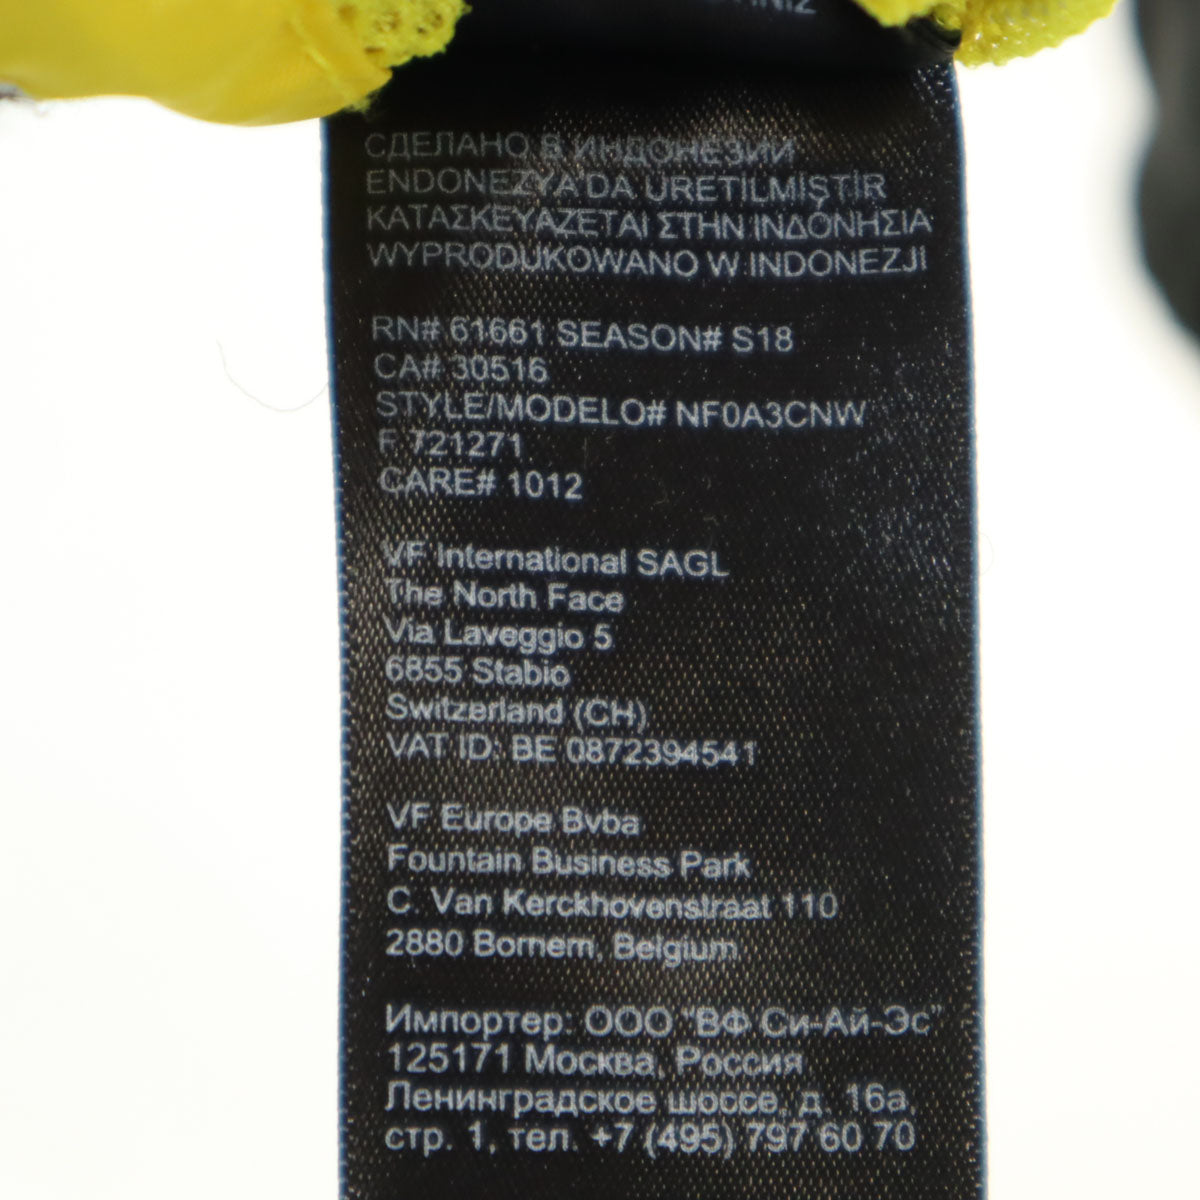 СДЕЛАНО В ИНДОНЕЗИИ
ENDONEZYA'DA ÜRETİLMİŞTİR
ΚΑΤΑΣΚΕΥΑΖΕΤΑΙ ΣΤΗΝ ΙΝΔΟΝΗΣΙΑ
WYPRODUKOWANO W INDONEZJI
RN# 61661 SEASON# S18
CA# 30516
STYLE/MODELO# NF0A3CNW
F 721271
CARE# 1012
VF International SAGL
The North Face
Via Laveggio 5
6855 Stabio
Switzerland (CH)
VAT ID: BE 0872394541
VF Europe Bvba
Fountain Business Park
C. Van Kerckhovenstraat 110
2880 Bornem, Belgium
Импортер: ООО "ВФ Си-Ай-Эс"
125171 Москва, Россия
Ленинградское шоссе, д. 16а,
стр. 1, тел. +7 (495) 797 60 70